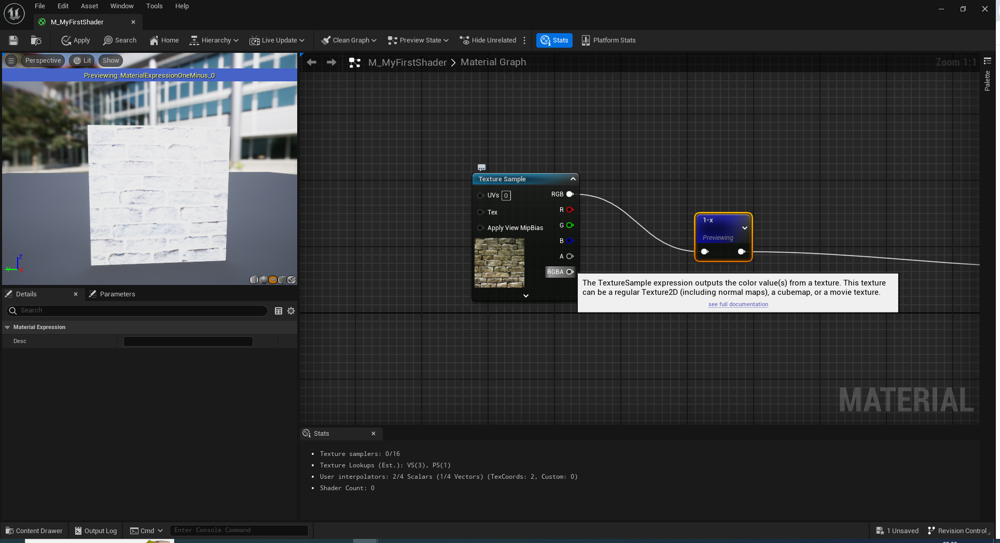 File Edit Asset Window Tools Help
M_MyFirstShader
Apply Search Home Hierarchy Live Update Clean Graph Preview State Hide Unrelated Stats Platform Stats
Perspective Lit Show
Previewing: MaterialExpressionOneMinus_0
Z
Y
X
M_MyFirstShader > Material Graph
Zoom 1:1
Palette
Texture Sample
UVs 0
RGB
R
Tex
G
Apply View MipBias
B
A
RGBA
1-x
Previewing
The TextureSample expression outputs the color value(s) from a texture. This texture
can be a regular Texture2D (including normal maps), a cubemap, or a movie texture.
see full documentation
MATERIAL
Details Parameters
Search
Material Expression
Desc
Stats
Texture samplers: 0/16
Texture Lookups (Est.): VS(3), PS(1)
User interpolators: 2/4 Scalars (1/4 Vectors) (TexCoords: 2, Custom: 0)
Shader Count: 0
Content Drawer Output Log Cmd Enter Console Command 1 Unsaved Revision Control